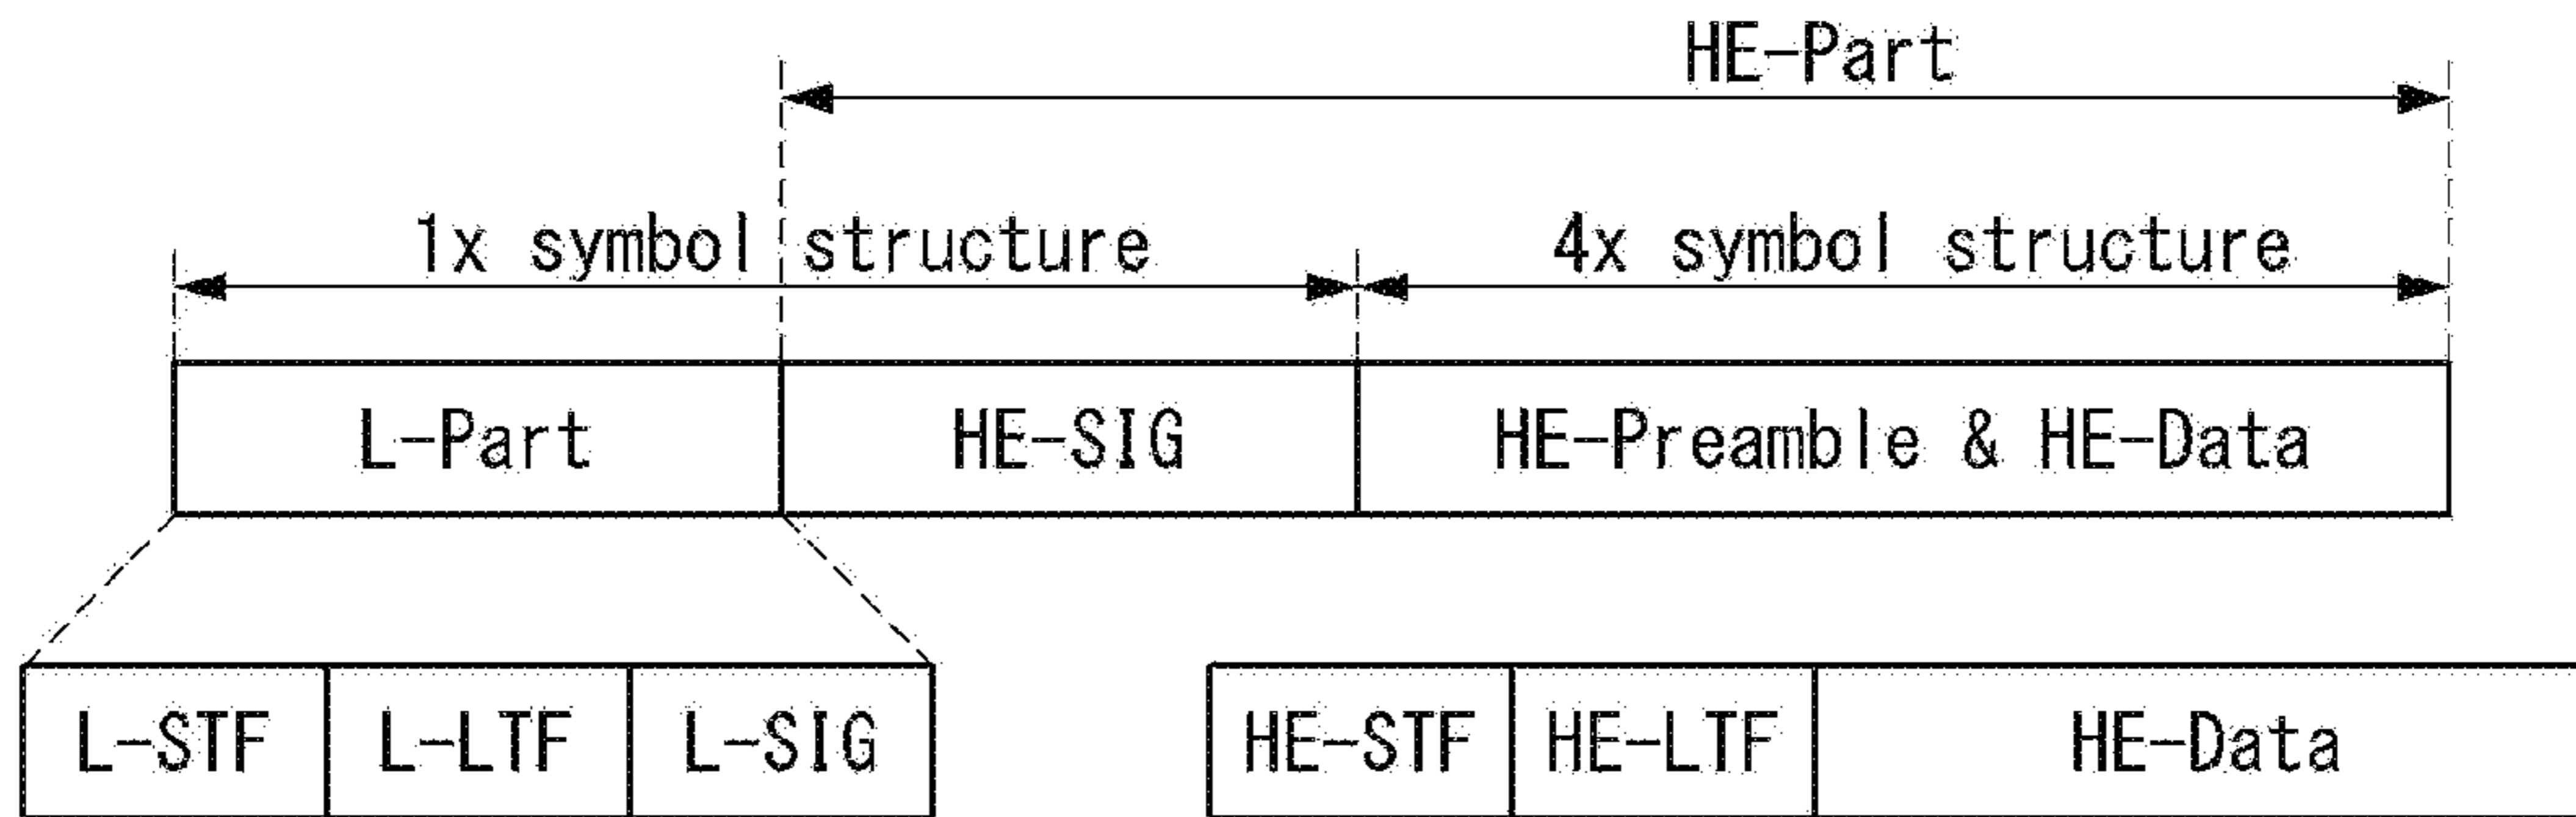 HE-Part
1x symbol structure 4x symbol structure
L-Part HE-SIG HE-Preamble & HE-Data
L-STF L-LTF L-SIG HE-STF HE-LTF HE-Data